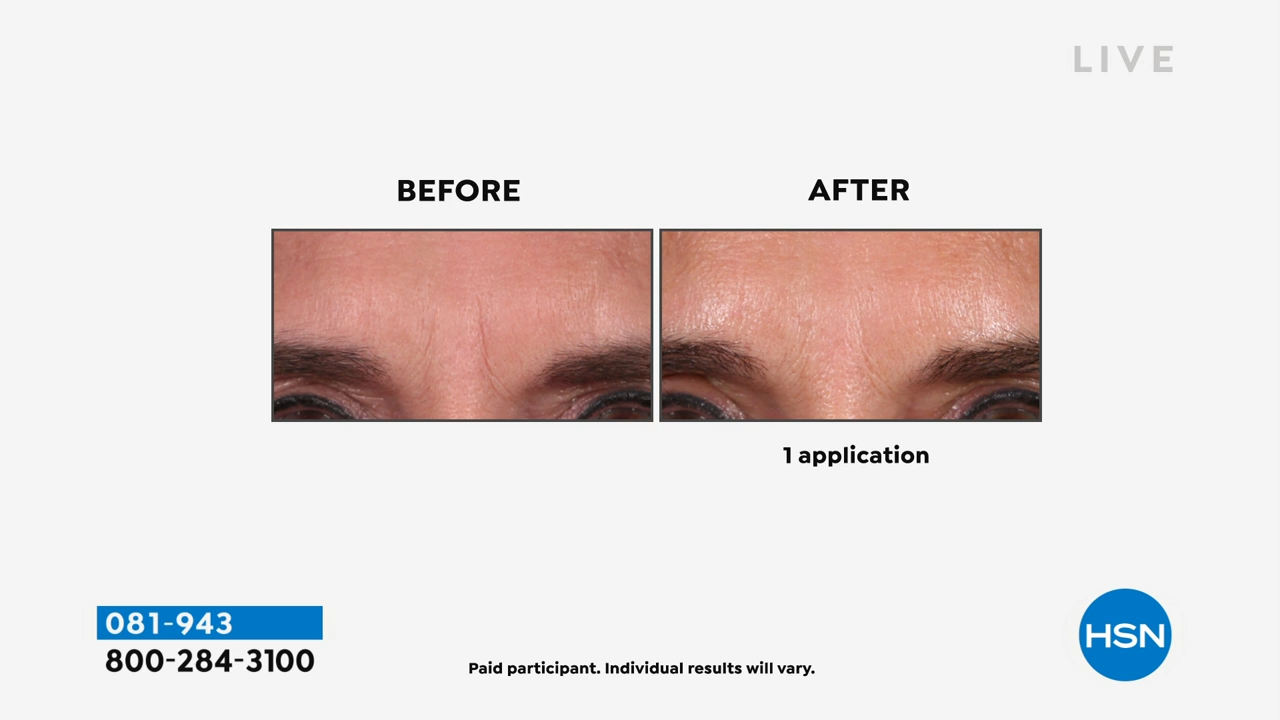 LIVE
BEFORE
AFTER
1 application
081-943
800-284-3100
Paid participant. Individual results will vary.
HSN